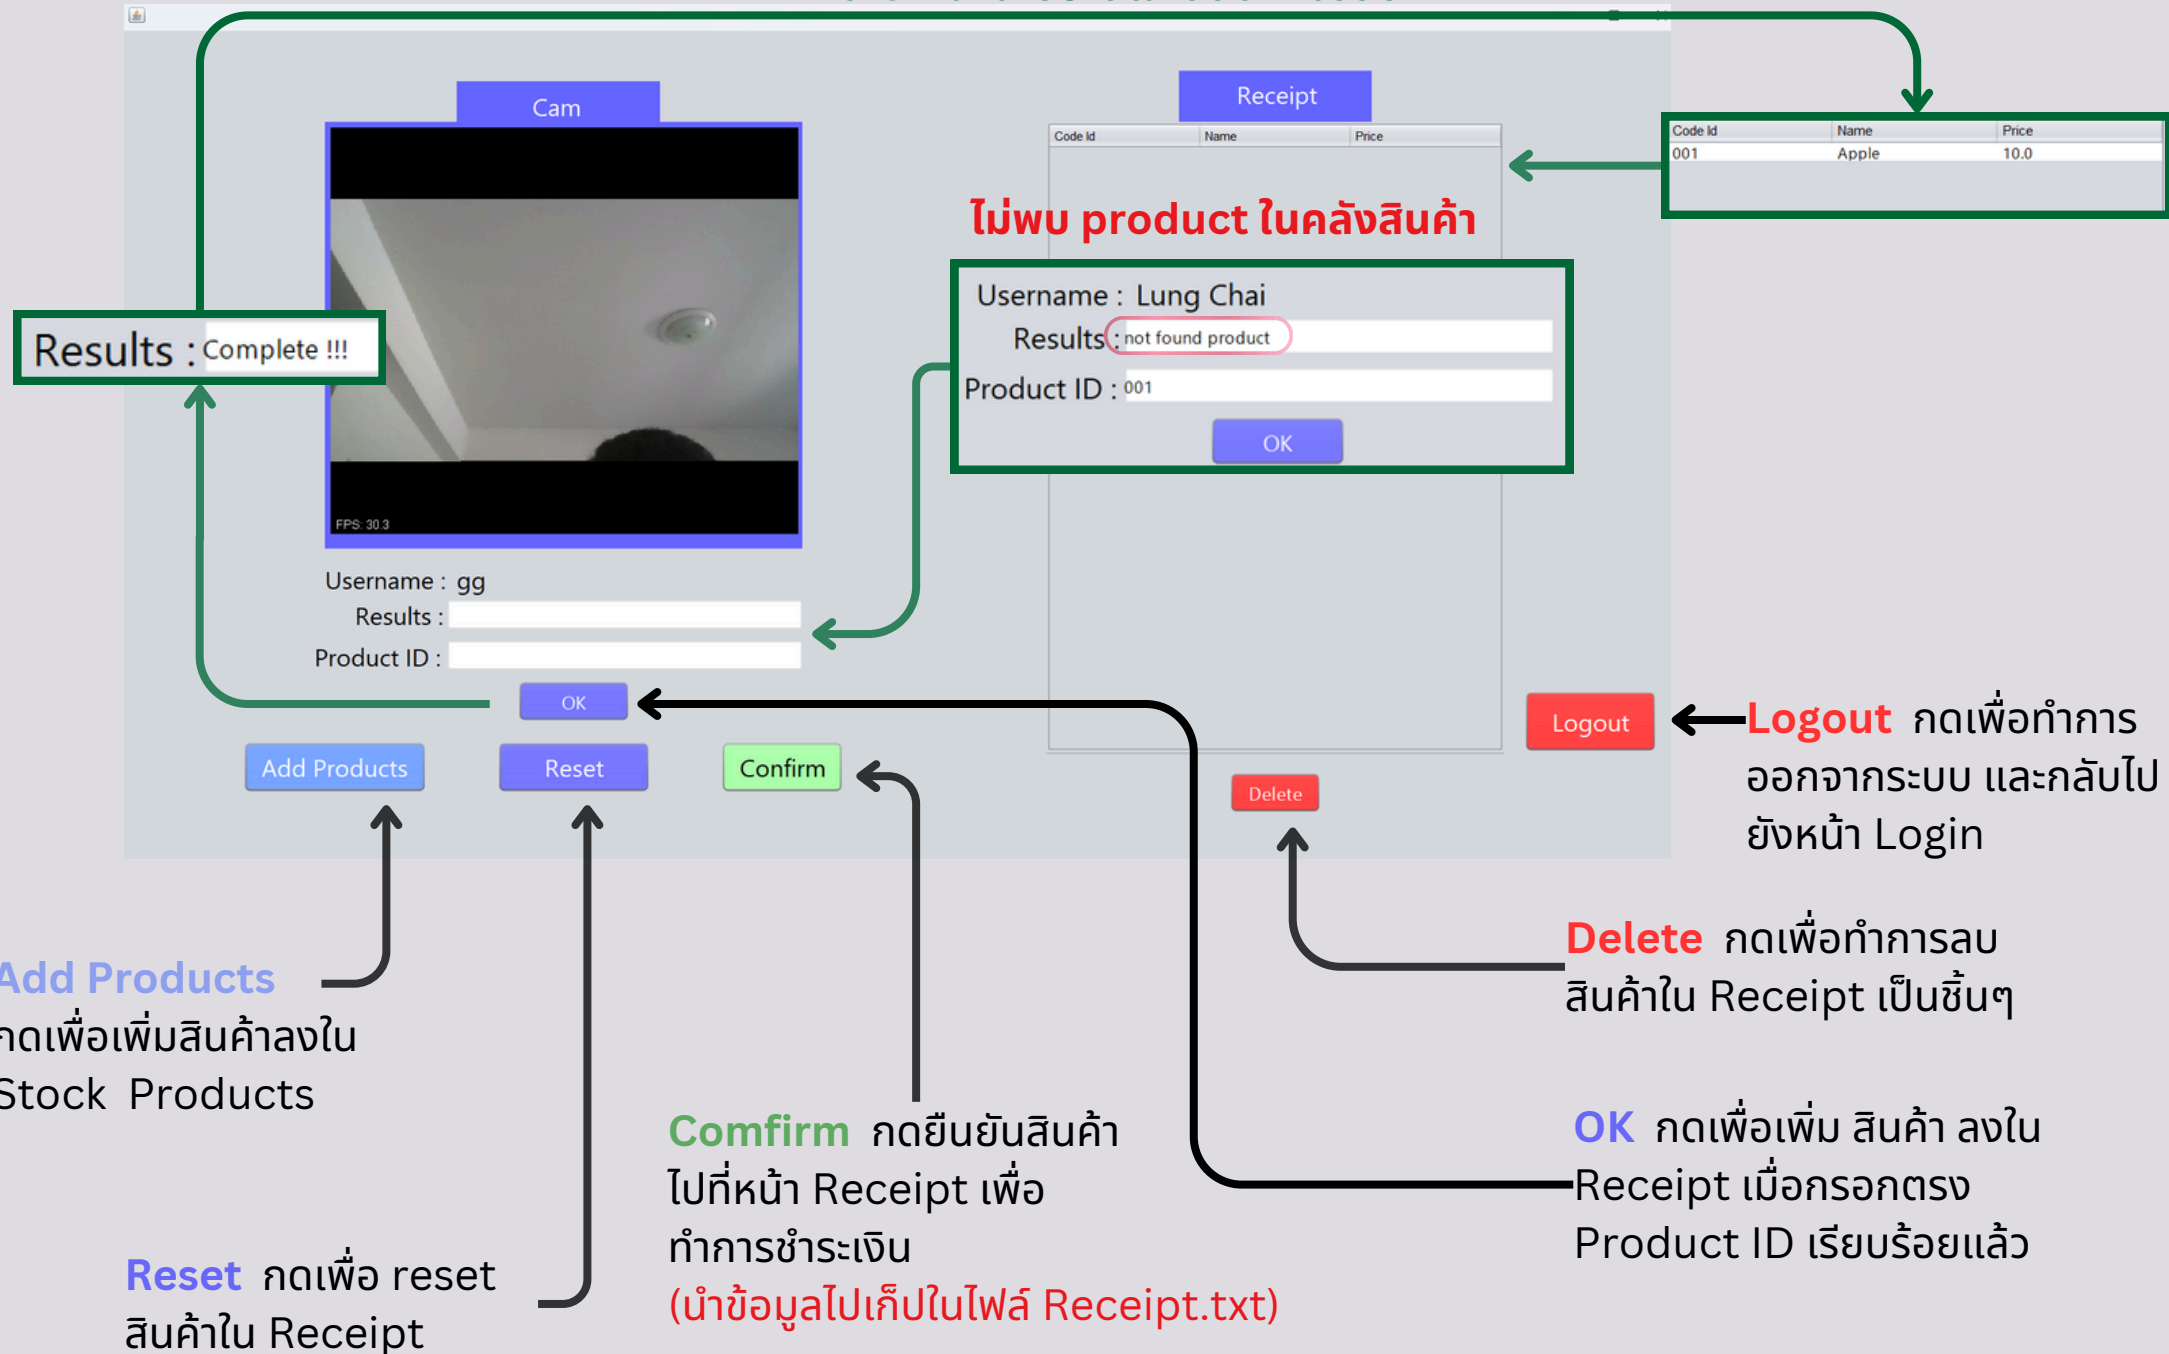 Cam
Receipt
Code Id Name Price
Code Id Name Price
001 Apple 10.0
ไม่พบ product ในคลังสินค้า
Username : Lung Chai
Results : not found product
Product ID : 001
OK
Results : Complete !!!
FPS: 30.3
Username : gg
Results :
Product ID :
OK
Add Products
Reset
Confirm
Delete
Logout
Logout กดเพื่อทำการ
ออกจากระบบ และกลับไป
ยังหน้า Login
Delete กดเพื่อทำการลบ
สินค้าใน Receipt เป็นชิ้นๆ
Add Products
กดเพื่อเพิ่มสินค้าลงใน
Stock Products
Comfirm กดยืนยันสินค้า
ไปที่หน้า Receipt เพื่อ
ทำการชำระเงิน
(นำข้อมูลไปเก็ปในไฟล์ Receipt.txt)
OK กดเพื่อเพิ่ม สินค้า ลงใน
Receipt เมื่อกรอกตรง
Product ID เรียบร้อยแล้ว
Reset กดเพื่อ reset
สินค้าใน Receipt